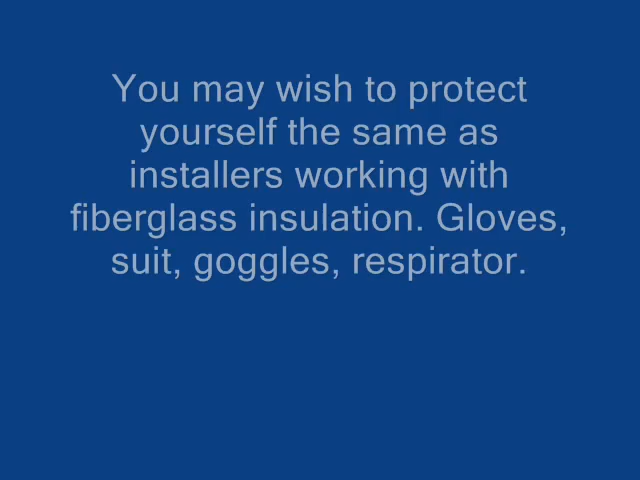 You may wish to protect
yourself the same as
installers working with
fiberglass insulation. Gloves,
suit, goggles, respirator.